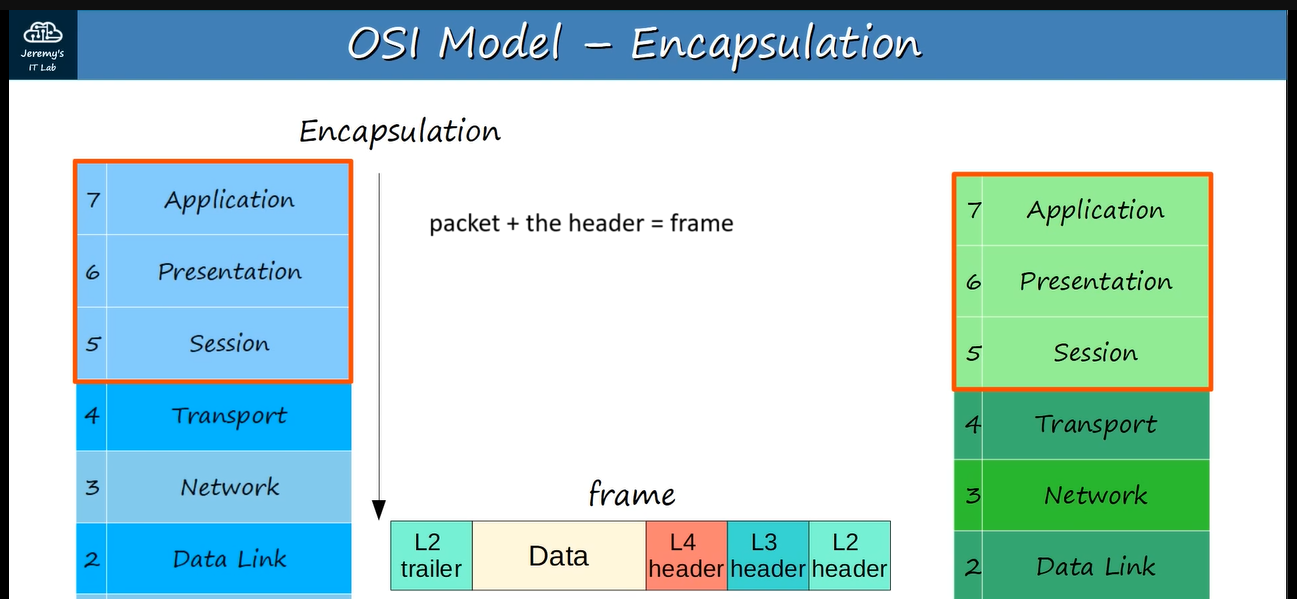 Jeremy's
IT Lab
OSI Model – Encapsulation
Encapsulation
7 Application
6 Presentation
5 Session
4 Transport
3 Network
2 Data Link
packet + the header = frame
frame
L2 trailer
Data
L4 header
L3 header
L2 header
7 Application
6 Presentation
5 Session
4 Transport
3 Network
2 Data Link